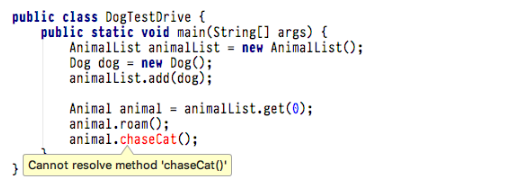 public class DogTestDrive {
    public static void main(String[] args) {
        AnimalList animalList = new AnimalList();
        Dog dog = new Dog();
        animalList.add(dog);

        Animal animal = animalList.get(0);
        animal.roam();
        animal.chaseCat();
    }
} Cannot resolve method 'chaseCat()'